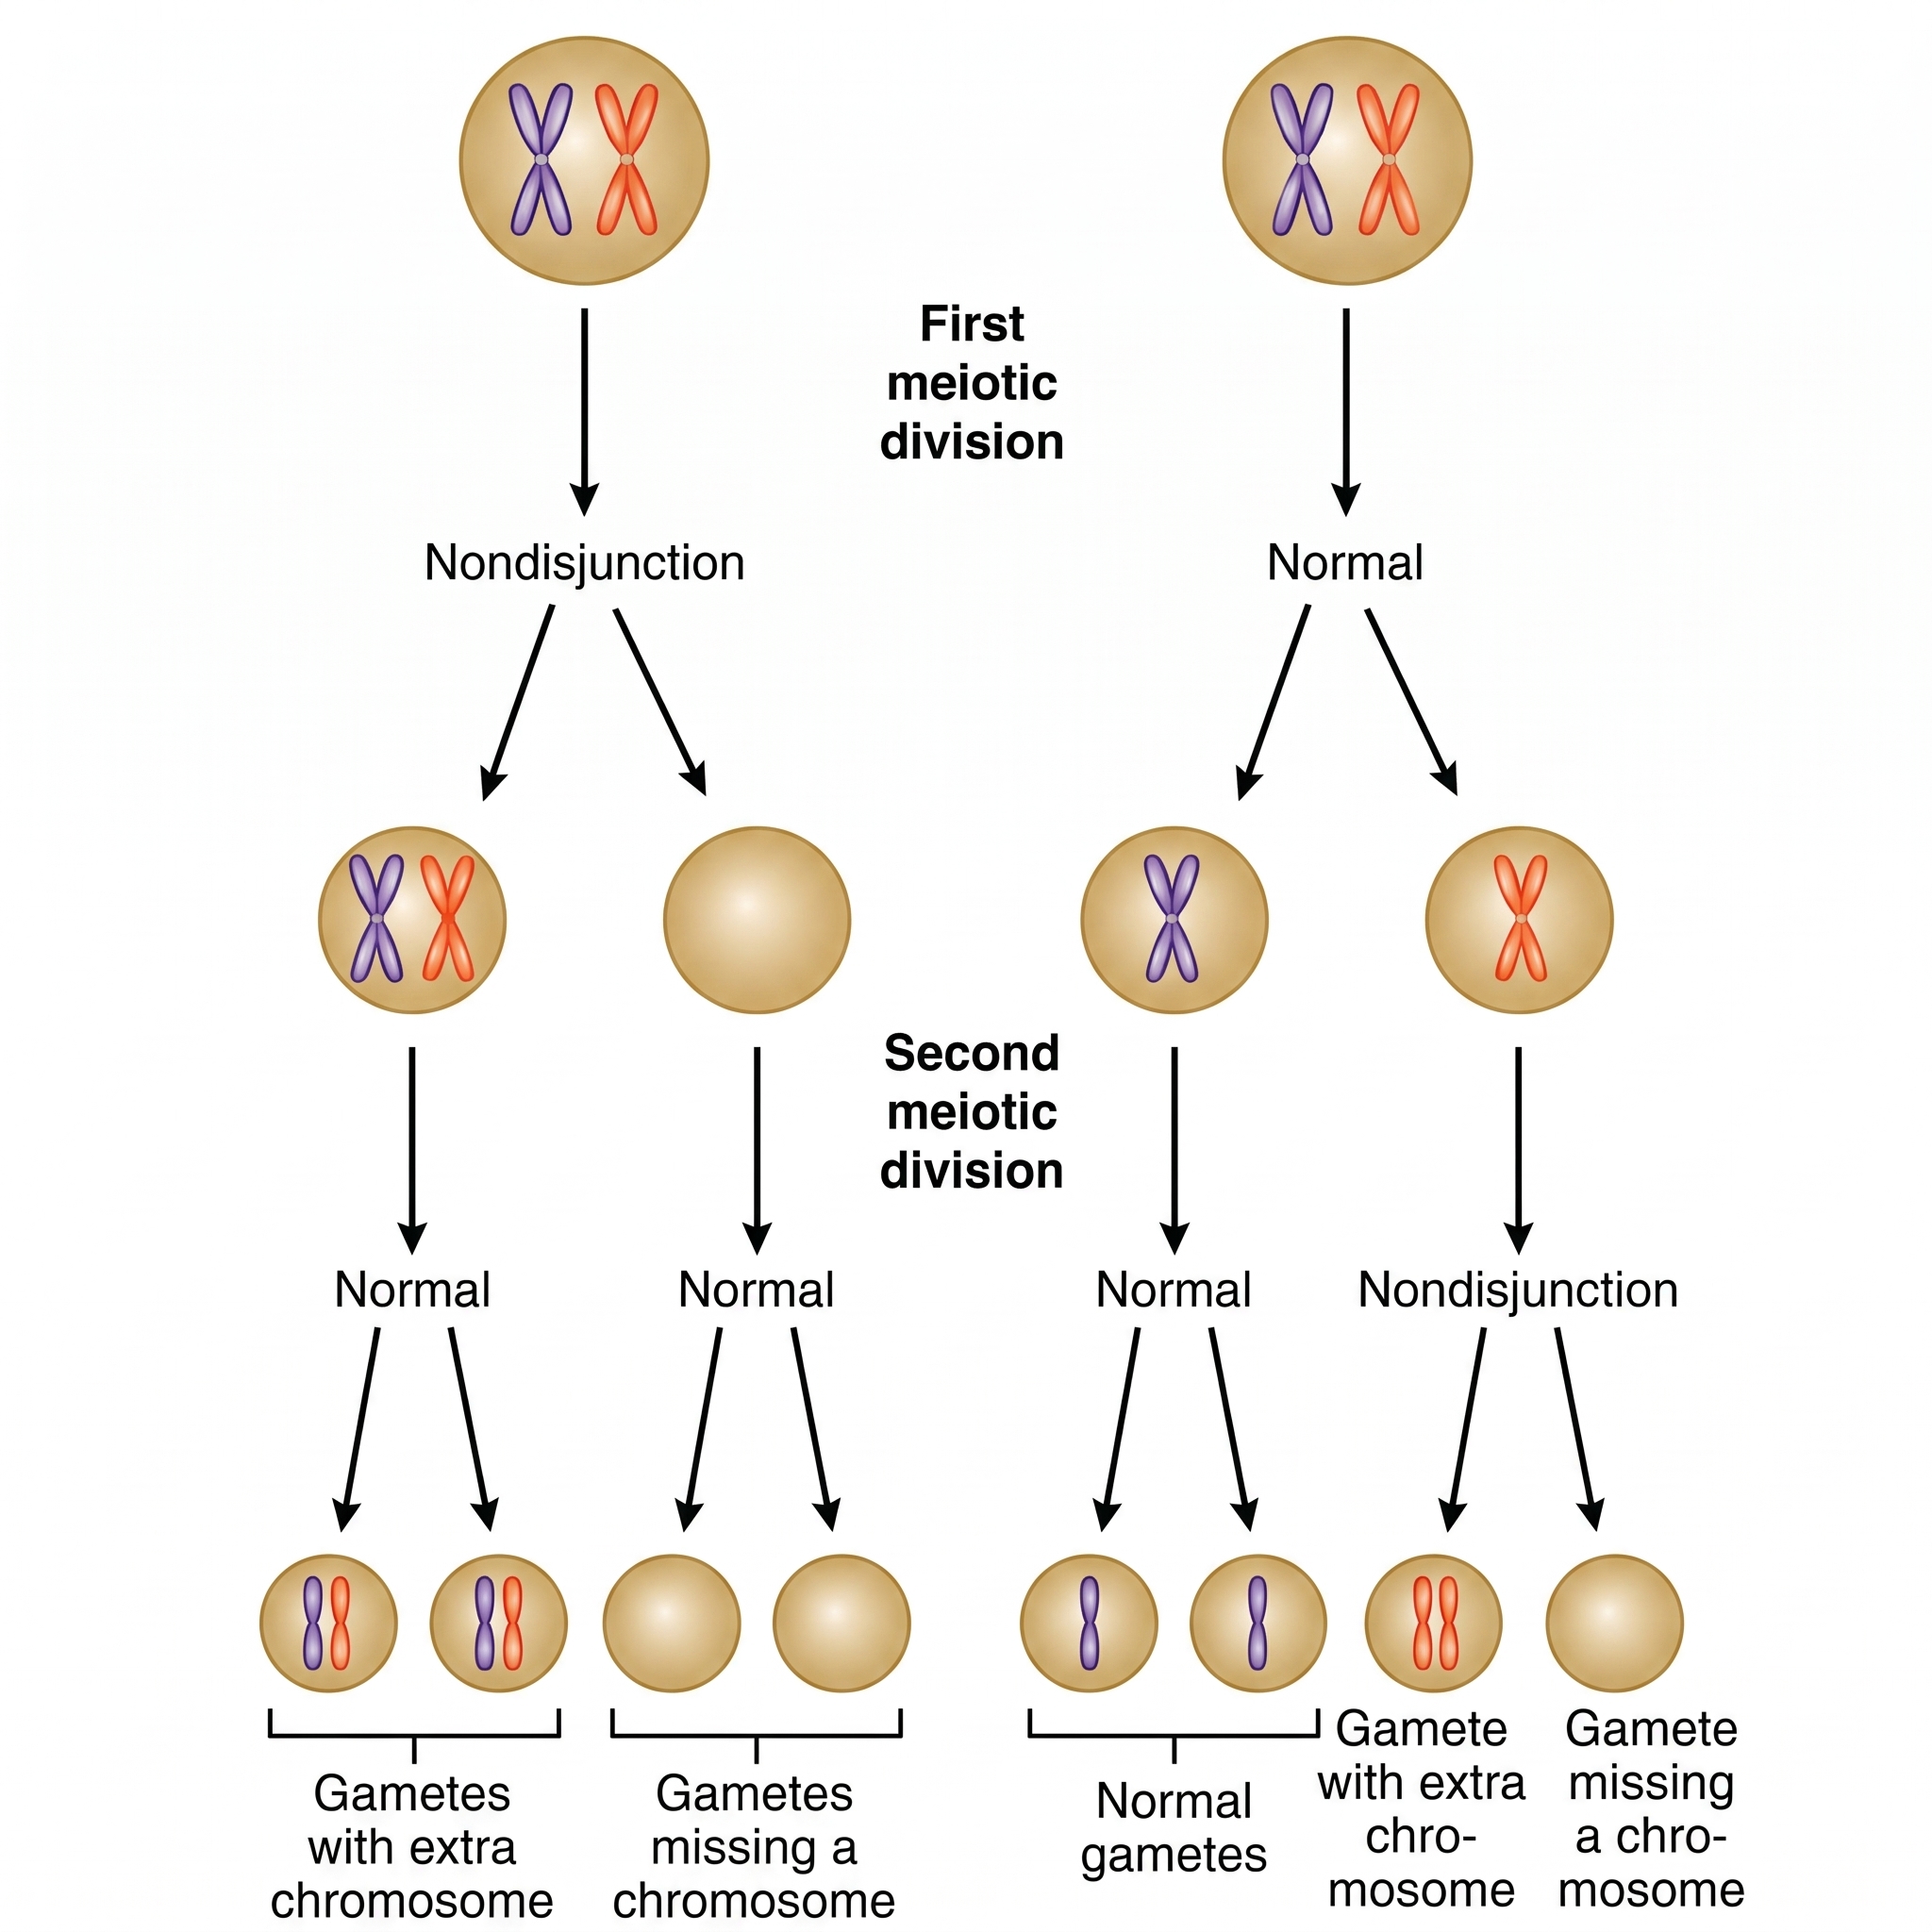 First
meiotic
division
Nondisjunction
Normal
Second
meiotic
division
Normal
Normal
Normal
Nondisjunction
Gametes
with extra
chromosome
Gametes
missing a
chromosome
Normal
gametes
Gamete
with extra
chro-
mosome
Gamete
missing
a chro-
mosome